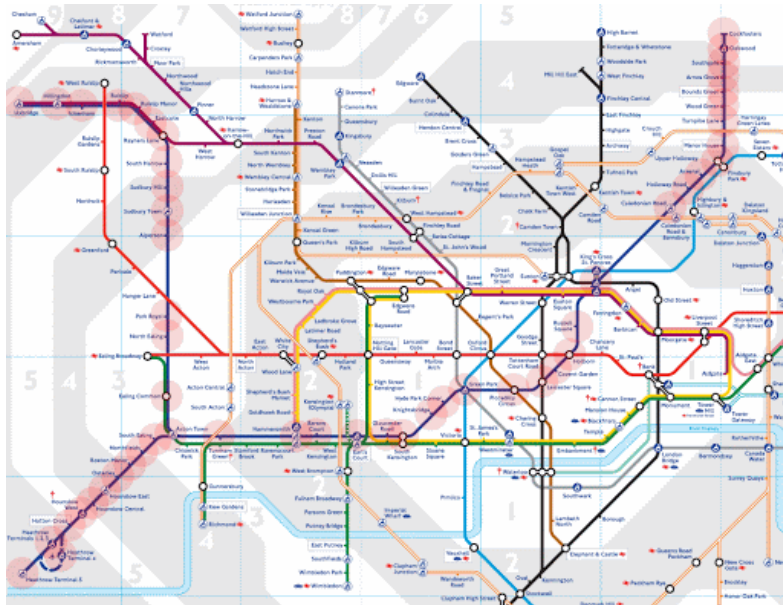 Chesham
Chalfont &
Latimer
Watford
Croxley
Amersham
Chorleywood
Rickmansworth
Moor Park
Northwood
Northwood
Hills
Pinner
North Harrow
Watford Junction
Watford High Street
Bushey
Carpenders Park
Hatch End
Headstone Lane
Harrow &
Wealdstone
Kenton
South Kenton
North Wembley
Wembley Central
Stonebridge Park
Harlesden
Willesden Junction
Kensal Green
Queen's Park
Kilburn Park
Maida Vale
Warwick Avenue
Royal Oak
Westbourne Park
Ladbroke Grove
Latimer Road
Stanmore
Canons Park
Queensbury
Kingsbury
Wembley
Park
Neasden
Dollis Hill
Willesden Green
Kilburn
West Hampstead
Finchley Road
Swiss Cottage
St. John's Wood
Northwick
Park
Preston
Road
Harrow-
on-the-Hill
West
Harrow
West Ruislip
Hillingdon
Uxbridge
Ickenham
Ruislip
Ruislip Manor
Eastcote
Rayners Lane
Ruislip
Gardens
South Ruislip
Northolt
Greenford
Perivale
Hanger Lane
South Harrow
Sudbury Hill
Sudbury Town
Alperton
Park Royal
North Ealing
Ealing Broadway
West
Acton
North
Acton
East
Acton
White
City
Shepherd's
Bush
Holland
Park
Notting
Hill Gate
Lancaster
Gate
Queensway
Marble
Arch
Bond
Street
Oxford
Circus
Tottenham
Court Road
Holborn
Chancery
Lane
St. Paul's
Bank
Liverpool
Street
Edgware
Burnt Oak
Colindale
Hendon Central
Brent Cross
Golders Green
Hampstead
Belsize Park
Chalk Farm
Camden Town
Mornington
Crescent
Euston
High Barnet
Totteridge & Whetstone
Woodside Park
West Finchley
Mill Hill East
Finchley Central
East Finchley
Highgate
Archway
Tufnell Park
Kentish Town
Cockfosters
Oakwood
Southgate
Arnos Grove
Bounds Green
Wood Green
Turnpike Lane
Manor House
Finsbury
Park
Arsenal
Holloway Road
Caledonian Road
King's Cross
St. Pancras
Russell
Square
Covent Garden
Leicester Square
Piccadilly
Circus
Green Park
Hyde Park Corner
Knightsbridge
South
Kensington
Gloucester
Road
Earl's
Court
Barons
Court
Hammersmith
Acton Town
South Ealing
Northfields
Boston Manor
Osterley
Hounslow East
Hounslow Central
Hounslow
West
Hatton Cross
Heathrow
Terminals 1, 2, 3
Heathrow
Terminal 4
Heathrow Terminal 5
Harringay
Green Lanes
Seven
Sisters
Crouch
Hill
Upper Holloway
Gospel
Oak
Hampstead
Heath
Finchley Road
& Frognal
Kentish
Town West
Camden
Road
Caledonian
Road &
Barnsbury
Highbury &
Islington
Canonbury
Dalston
Kingsland
Dalston Junction
Haggerston
Hoxton
Shoreditch
High Street
Kensal
Rise
Brondesbury
Park
Brondesbury
Kilburn
High Road
South
Hampstead
Paddington
Edgware
Road
Marylebone
Baker
Street
Great
Portland
Street
Warren Street
Euston
Square
Regent's Park
Goodge
Street
Angel
Old Street
Farringdon
Barbican
Moorgate
Aldgate
Aldgate
East
Edgware
Road
Bayswater
High Street
Kensington
Wood Lane
Shepherd's Bush
Market
Goldhawk Road
Kensington
(Olympia)
Acton Central
South Acton
Ealing Common
Chiswick
Park
Turnham
Green
Stamford
Brook
Ravenscourt
Park
Gunnersbury
Kew Gardens
Richmond
West Brompton
Fulham Broadway
Parsons Green
Putney Bridge
East Putney
Southfields
Wimbledon Park
Wimbledon
Imperial
Wharf
Clapham
Junction
Wandsworth
Road
Clapham High Street
Sloane
Square
Victoria
St. James's
Park
Westminster
Embankment
Charing
Cross
Temple
Blackfriars
Mansion House
Cannon Street
Monument
Tower
Hill
Tower
Gateway
Pimlico
Vauxhall
Waterloo
Southwark
Lambeth
North
Elephant & Castle
Borough
London
Bridge
Bermondsey
Rotherhithe
Canada
Water
Surrey Quays
Kennington
Oval
Stockwell
Queens Road
Peckham
Peckham Rye
New Cross
Gate
Brockley
Honor Oak Park